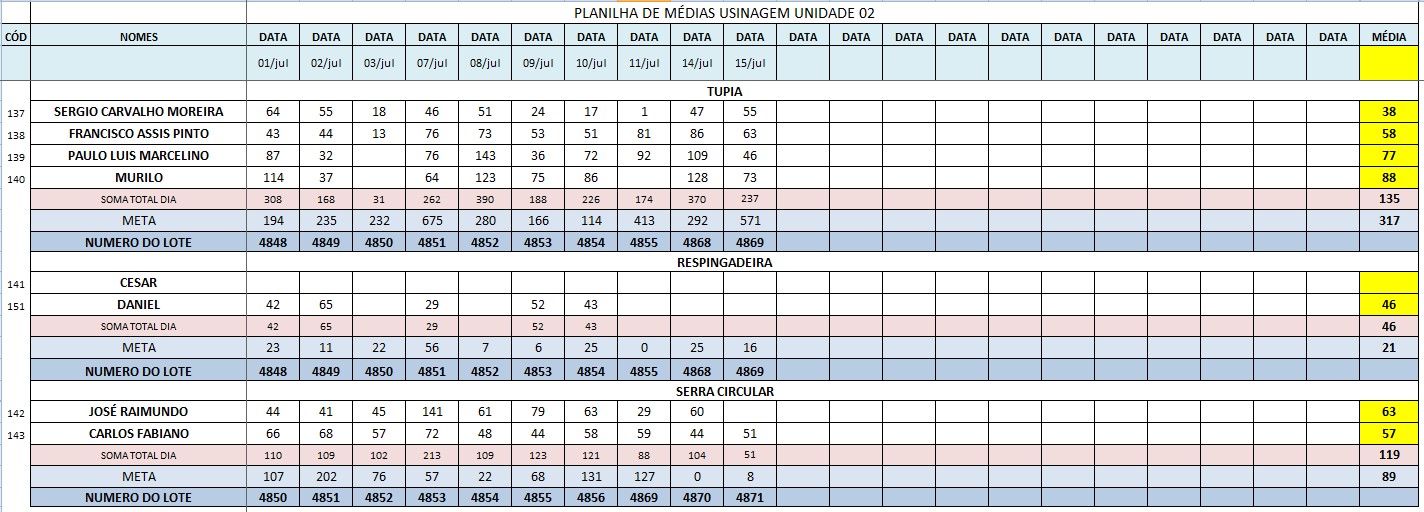 PLANILHA DE MÉDIAS USINAGEM UNIDADE 02
CÓD NOMES DATA DATA DATA DATA DATA DATA DATA DATA DATA DATA DATA DATA DATA DATA DATA DATA DATA DATA DATA DATA DATA MÉDIA
01/jul 02/jul 03/jul 07/jul 08/jul 09/jul 10/jul 11/jul 14/jul 15/jul
TUPIA
137 SERGIO CARVALHO MOREIRA 64 55 18 46 51 24 17 1 47 55 38
138 FRANCISCO ASSIS PINTO 43 44 13 76 73 53 51 81 86 63 58
139 PAULO LUIS MARCELINO 87 32 76 143 36 72 92 109 46 77
140 MURILO 114 37 64 123 75 86 128 73 88
SOMA TOTAL DIA 308 168 31 262 390 188 226 174 370 237 135
META 194 235 232 675 280 166 114 413 292 571 317
NUMERO DO LOTE 4848 4849 4850 4851 4852 4853 4854 4855 4868 4869
RESPINGADEIRA
141 CESAR
151 DANIEL 42 65 29 52 43 46
SOMA TOTAL DIA 42 65 29 52 43 46
META 23 11 22 56 7 6 25 0 25 16 21
NUMERO DO LOTE 4848 4849 4850 4851 4852 4853 4854 4855 4868 4869
SERRA CIRCULAR
142 JOSÉ RAIMUNDO 44 41 45 141 61 79 63 29 60 63
143 CARLOS FABIANO 66 68 57 72 48 44 58 59 44 51 57
SOMA TOTAL DIA 110 109 102 213 109 123 121 88 104 51 119
META 107 202 76 57 22 68 131 127 0 8 89
NUMERO DO LOTE 4850 4851 4852 4853 4854 4855 4856 4869 4870 4871